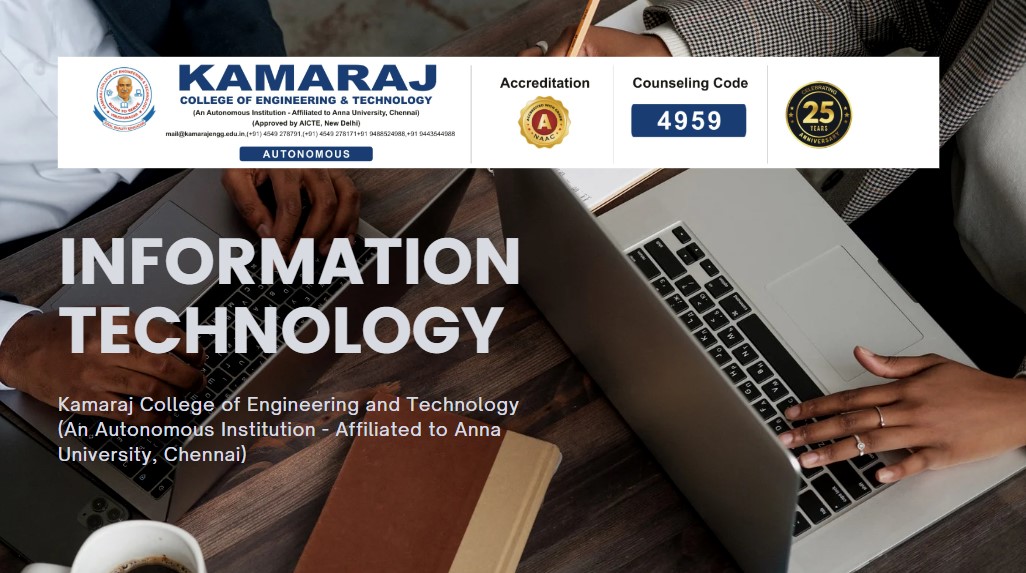 KAMARAJ
COLLEGE OF ENGINEERING & TECHNOLOGY
(An Autonomous Institution - Affiliated to Anna University, Chennai)
(Approved by AICTE, New Delhi)
mail@kamarajengg.edu.in,(+91) 4549 278791,(+91) 4549 278171+91 9488524988,+91 9443644988
AUTONOMOUS
Accreditation
A
NAAC
Counseling Code
4959
CELEBRATING
25
YEARS
ANNIVERSARY
INFORMATION
TECHNOLOGY
Kamaraj College of Engineering and Technology
(An Autonomous Institution - Affiliated to Anna
University, Chennai)